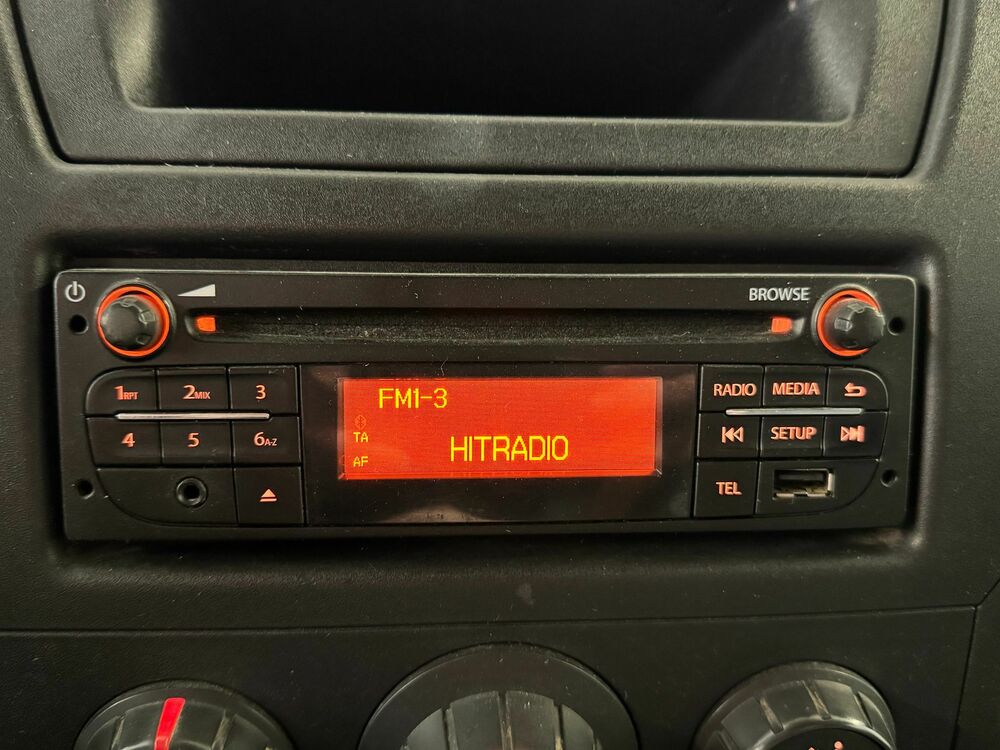 BROWSE
1RPT 2MIX 3
4 5 6A-Z
FM1-3
TA
AF
HITRADIO
RADIO MEDIA
SETUP
TEL